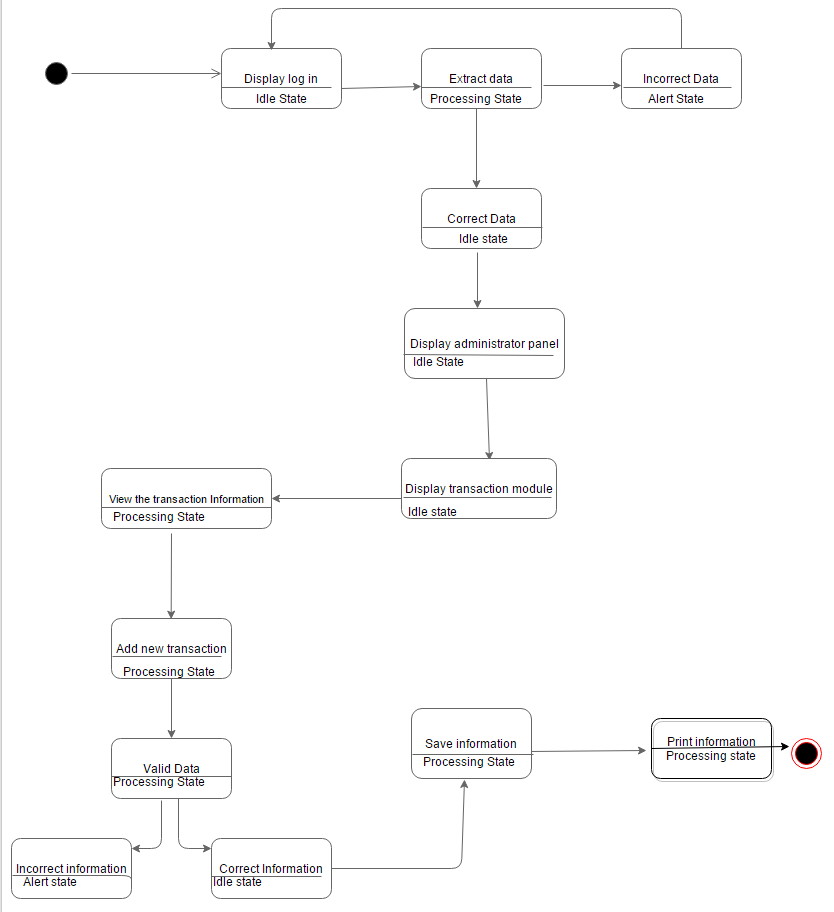 Display log in
Idle State
Extract data
Processing State
Incorrect Data
Alert State
Correct Data
Idle state
Display administrator panel
Idle State
Display transaction module
Idle state
View the transaction Information
Processing State
Add new transaction
Processing State
Valid Data
Processing State
Save information
Processing State
Print information
Processing state
Incorrect information
Alert state
Correct Information
Idle state